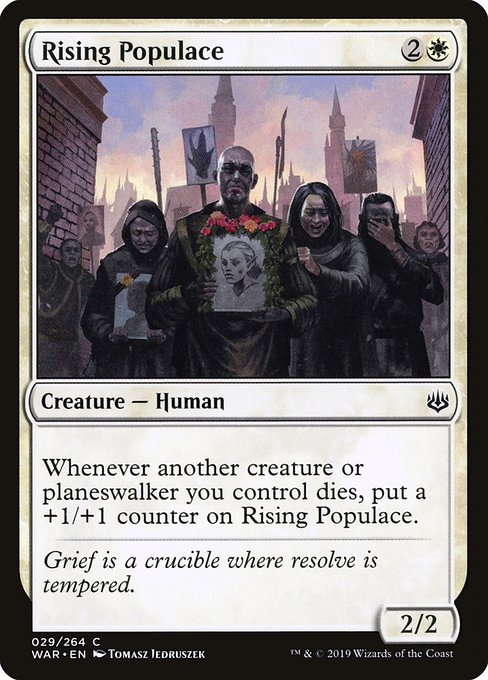 Rising Populace 2
Creature — Human
Whenever another creature or
planeswalker you control dies, put a
+1/+1 counter on Rising Populace.
Grief is a crucible where resolve is
tempered.
2/2
029/264 C
WAR • EN Tomasz Jedruszek
™ & © 2019 Wizards of the Coast